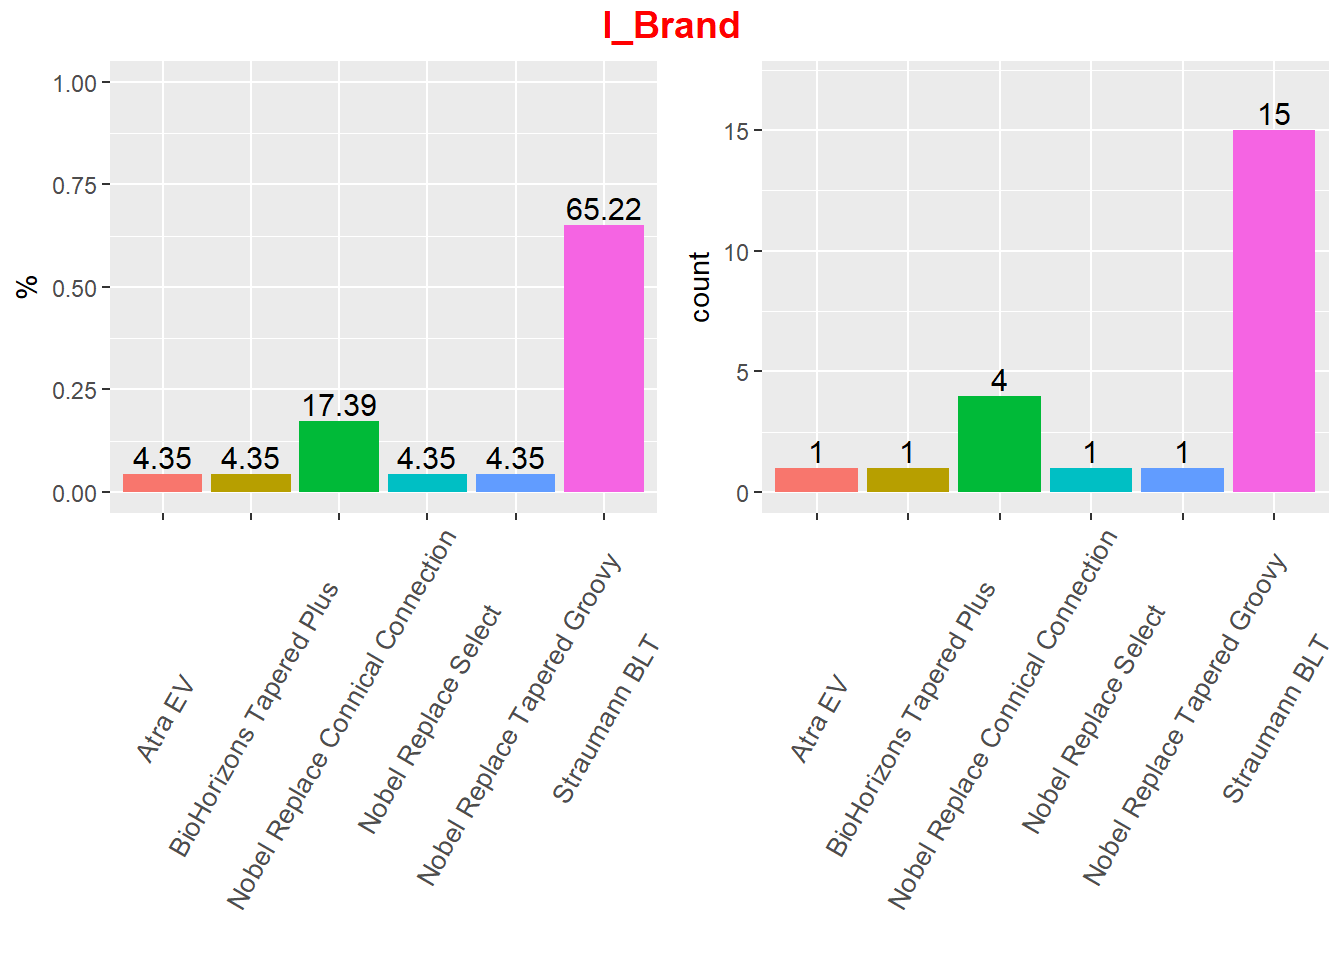 I_Brand
%
1.00
0.75
0.50
0.25
0.00
4.35
4.35
17.39
4.35
4.35
65.22
Atra EV
BioHorizons Tapered Plus
Nobel Replace Connical Connection
Nobel Replace Select
Nobel Replace Tapered Groovy
Straumann BLT
count
15
10
5
0
1
1
4
1
1
15
Atra EV
BioHorizons Tapered Plus
Nobel Replace Connical Connection
Nobel Replace Select
Nobel Replace Tapered Groovy
Straumann BLT